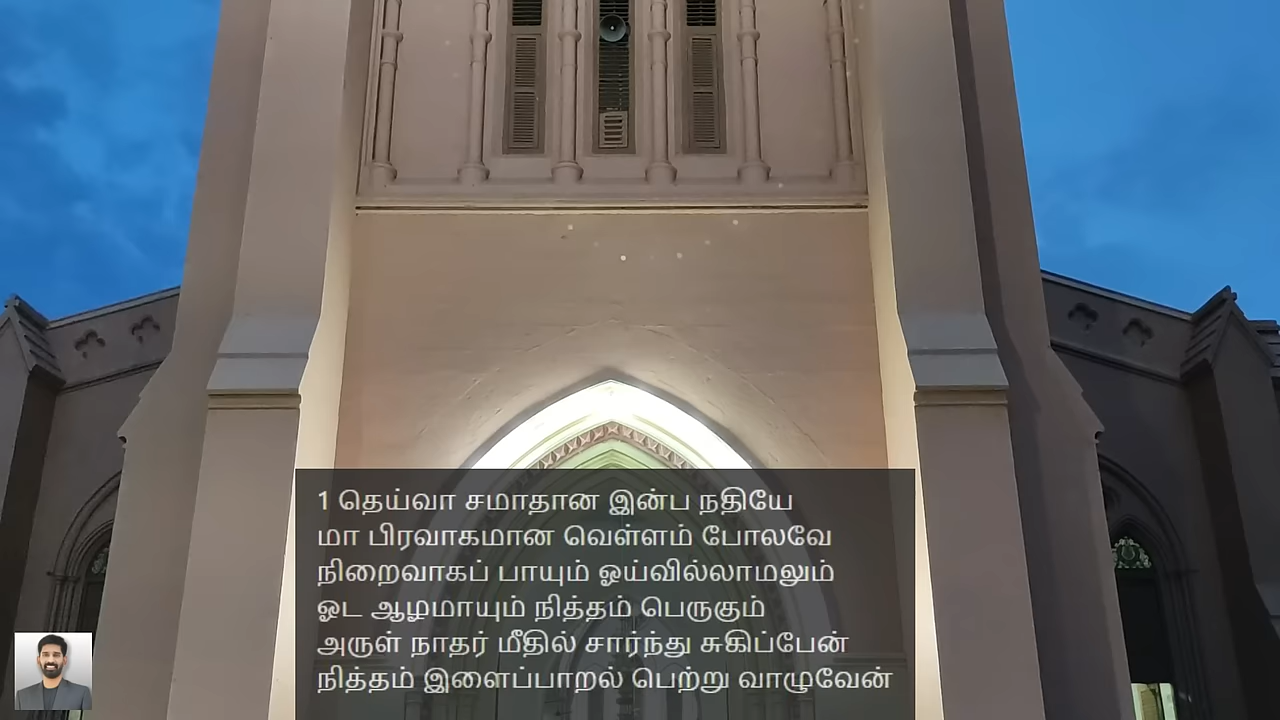 1 தெய்வா சமாதான இன்ப நதியே
மா பிரவாகமான வெள்ளம் போலவே
நிறைவாகப் பாயும் ஓய்வில்லாமலும்
ஓட ஆழமாயும் நித்தம் பெருகும்
அருள் நாதர் மீதில் சார்ந்து சுகிப்பேன்
நித்தம் இளைப்பாறல் பெற்று வாழுவேன்